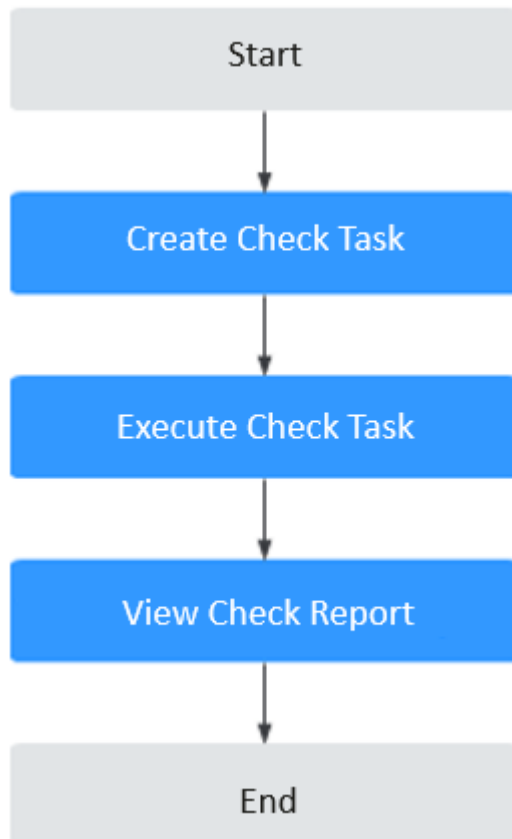 Start
Create Check Task
Execute Check Task
View Check Report
End